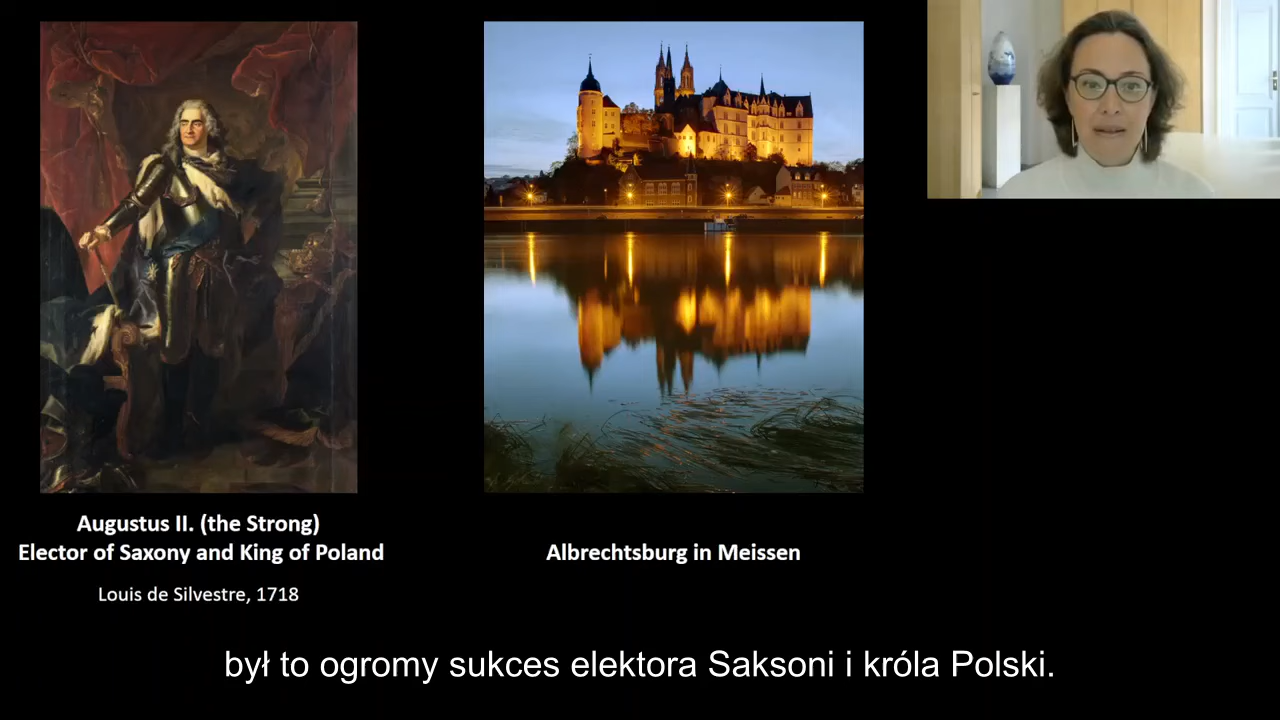 Augustus II. (the Strong)
Elector of Saxony and King of Poland
Louis de Silvestre, 1718
Albrechtsburg in Meissen
był to ogromy sukces elektora Saksoni i króla Polski.